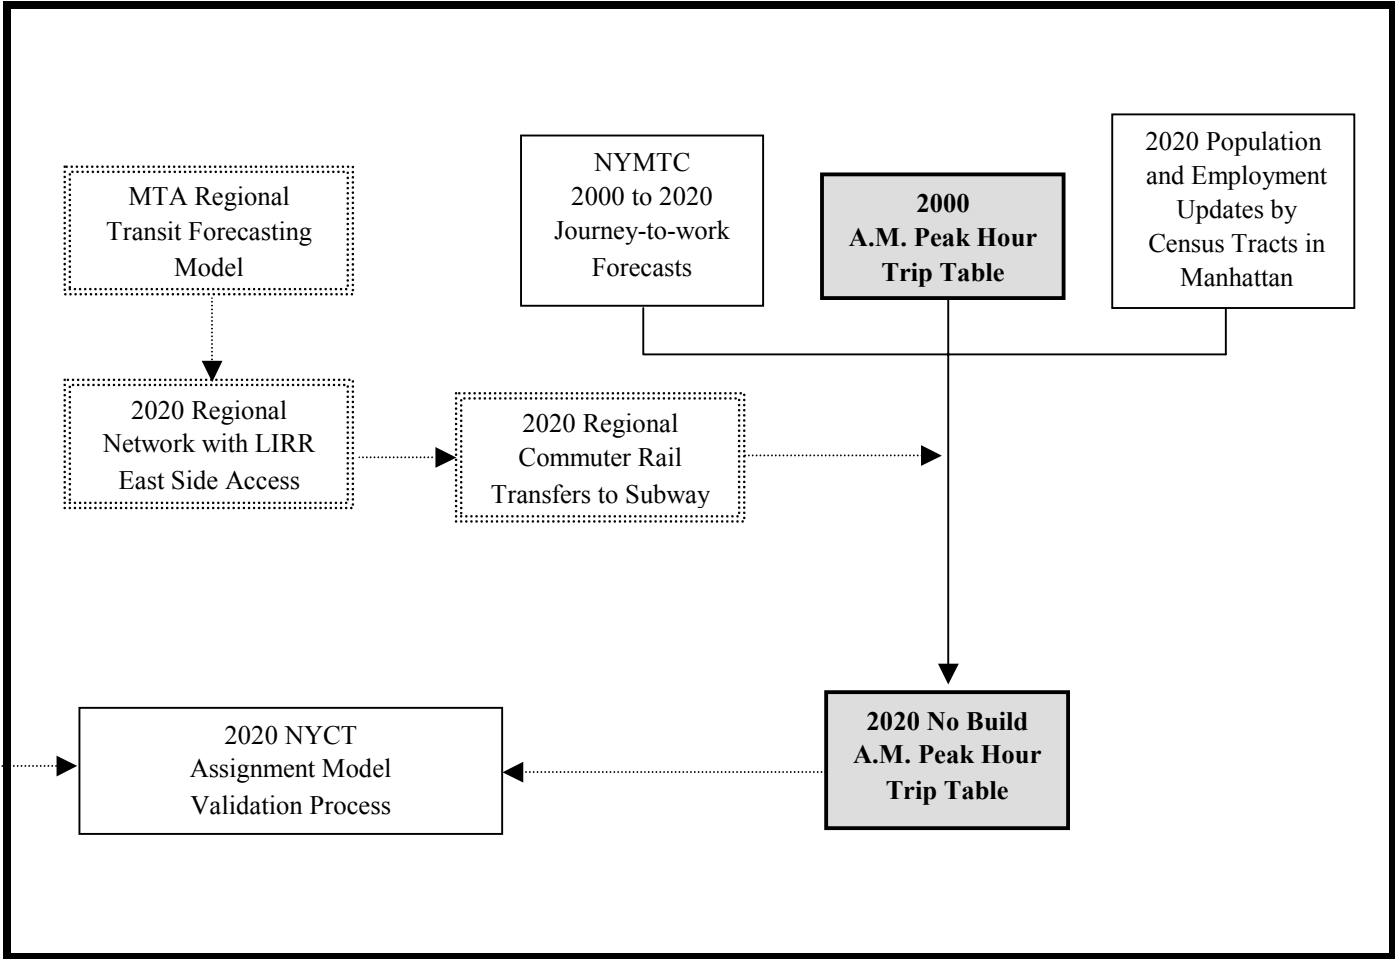 MTA Regional
Transit Forecasting
Model
NYMTC
2000 to 2020
Journey-to-work
Forecasts
2000
A.M. Peak Hour
Trip Table
2020 Population
and Employment
Updates by
Census Tracts in
Manhattan
2020 Regional
Network with LIRR
East Side Access
2020 Regional
Commuter Rail
Transfers to Subway
2020 NYCT
Assignment Model
Validation Process
2020 No Build
A.M. Peak Hour
Trip Table